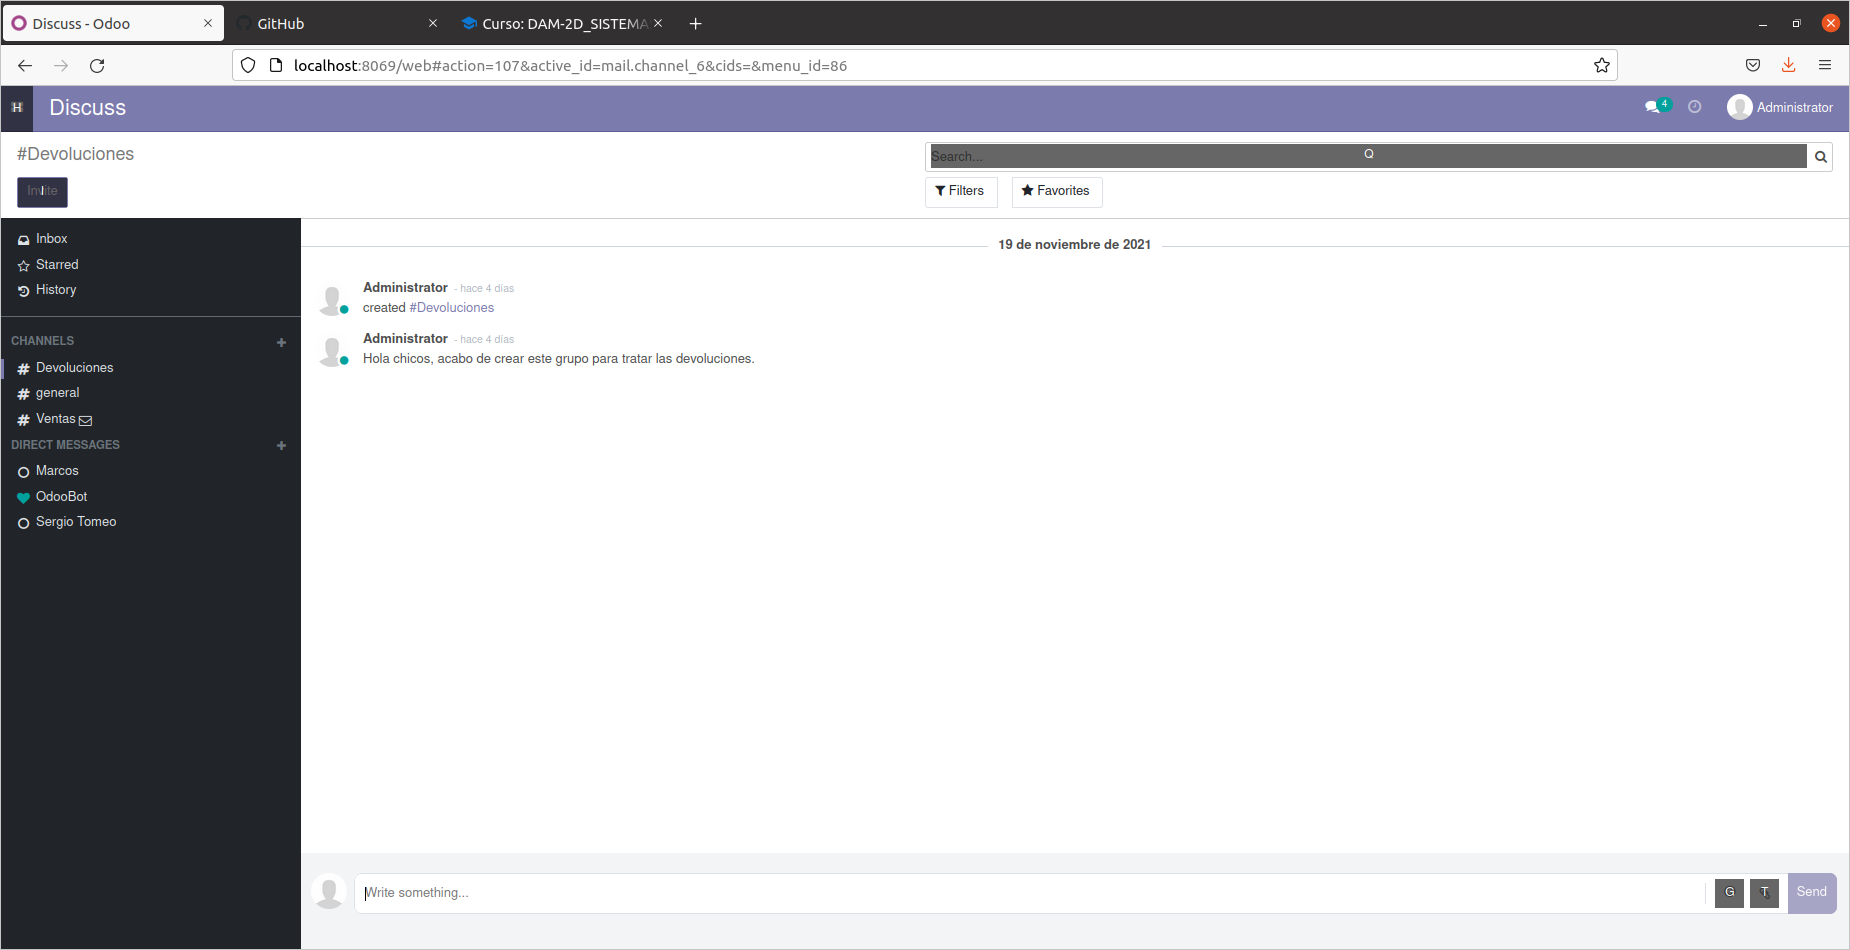 Discuss - Odoo
GitHub
Curso: DAM-2D_SISTEMA
localhost:8069/web#action=107&active_id=mail.channel_6&cids=&menu_id=86
H
Discuss
4
Administrator
#Devoluciones
Search...
Q
Invite
I
Filters
Favorites
Inbox
Starred
History
19 de noviembre de 2021
Administrator - hace 4 días
created #Devoluciones
Administrator - hace 4 días
Hola chicos, acabo de crear este grupo para tratar las devoluciones.
CHANNELS
# Devoluciones
# general
# Ventas
DIRECT MESSAGES
Marcos
OdooBot
Sergio Tomeo
Write something...
G
T
Send